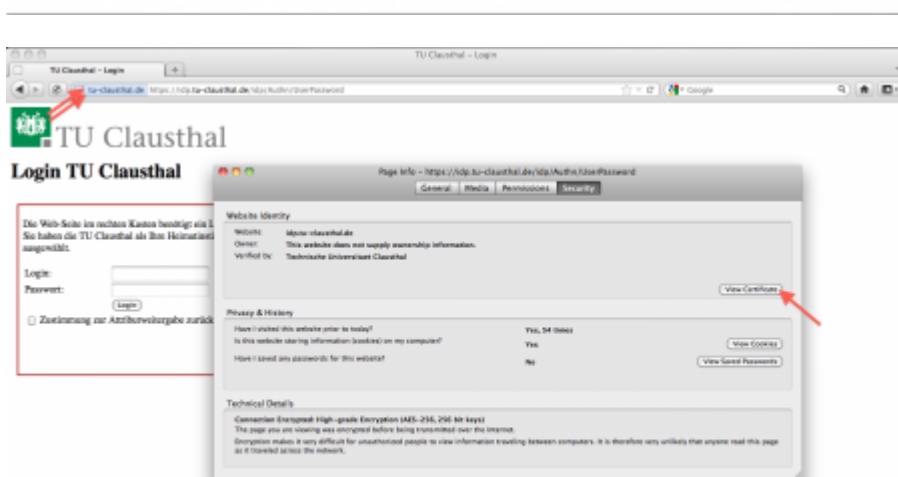 TU Clausthal - Login
TU Clausthal - Login
+
tu-clausthal.de https://idp.tu-clausthal.de/idp/Authn/UserPassword
Google
TU Clausthal
Login TU Clausthal
Die Web-Seite im rechten Kasten benötigt ein L
Sie haben die TU Clausthal als Ihre
ausgewählt.
Login:
Passwort:
Login
Zustimmung zur Attributweitergabe zurück
Page Info - https://idp.tu-clausthal.de/idp/Authn/UserPassword
General Media Permissions Security
Website Identity
Website: idp.tu-clausthal.de
Owner: This website does not supply ownership information.
Verified by: Technische Universitaet Clausthal
View Certificate
Privacy & History
Have I visited this website prior to today? Yes, 54 times
Is this website storing information (cookies) on my computer? Yes View Cookies
Have I saved any passwords for this website? No View Saved Passwords
Technical Details
Connection Encrypted: High-grade Encryption (AES-256, 256 bit keys)
The page you are viewing was encrypted before being transmitted over the Internet.
Encryption makes it very difficult for unauthorized people to view information traveling between computers. It is therefore very unlikely that anyone read this page
as it traveled across the network.